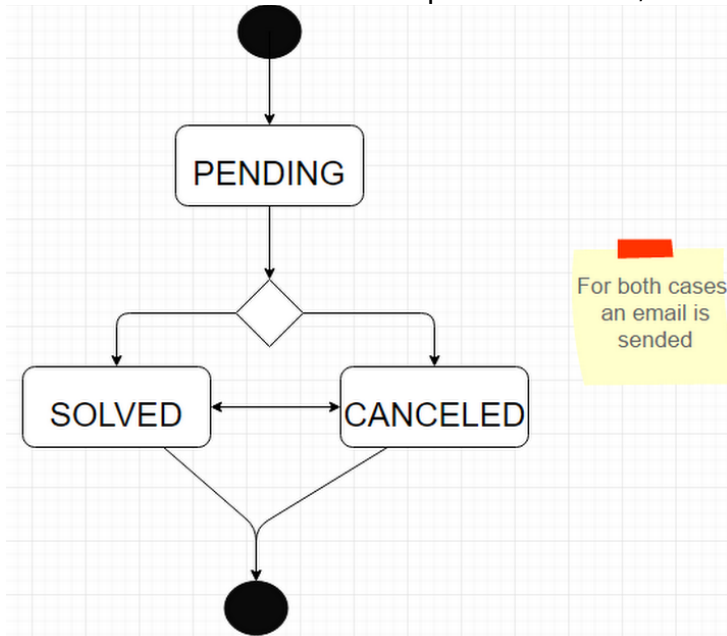 PENDING
For both cases
an email is
sended
SOLVED
CANCELED